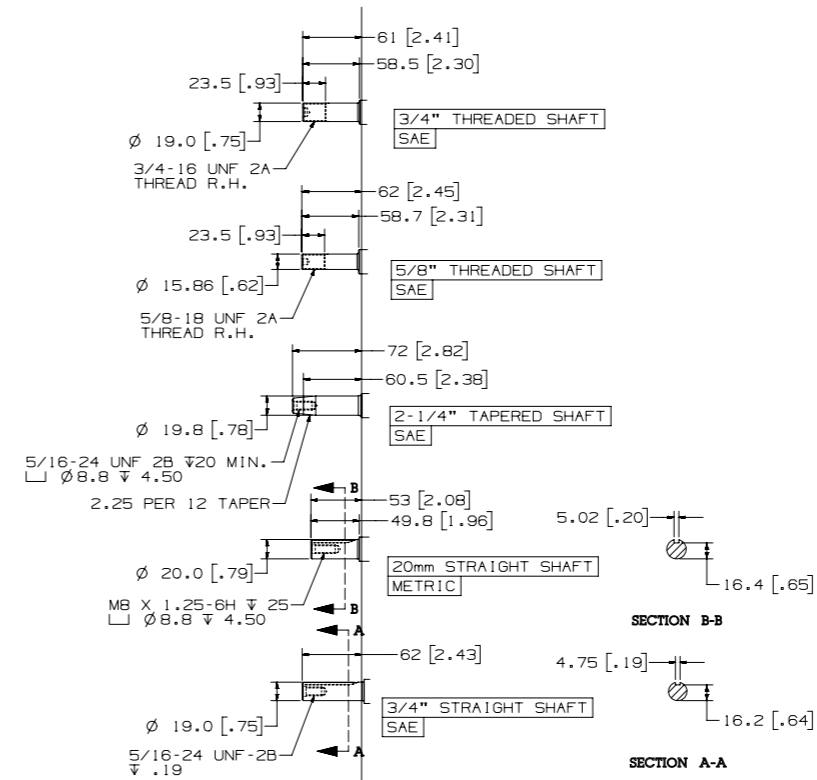 61 [2.41]
58.5 [2.30]
23.5 [.93]
Ø 19.0 [.75]
3/4-16 UNF 2A
THREAD R.H.
3/4" THREADED SHAFT
SAE
62 [2.45]
58.7 [2.31]
23.5 [.93]
Ø 15.86 [.62]
5/8-18 UNF 2A
THREAD R.H.
5/8" THREADED SHAFT
SAE
72 [2.82]
60.5 [2.38]
Ø 19.8 [.78]
5/16-24 UNF 2B ↧20 MIN.
⌴ Ø8.8 ↧ 4.50
2.25 PER 12 TAPER
2-1/4" TAPERED SHAFT
SAE
B
53 [2.08]
49.8 [1.96]
Ø 20.0 [.79]
M8 X 1.25-6H ↧ 25
⌴ Ø8.8 ↧ 4.50
B
20mm STRAIGHT SHAFT
METRIC
5.02 [.20]
16.4 [.65]
SECTION B-B
A
62 [2.43]
Ø 19.0 [.75]
5/16-24 UNF-2B
↧ .19
A
3/4" STRAIGHT SHAFT
SAE
4.75 [.19]
16.2 [.64]
SECTION A-A